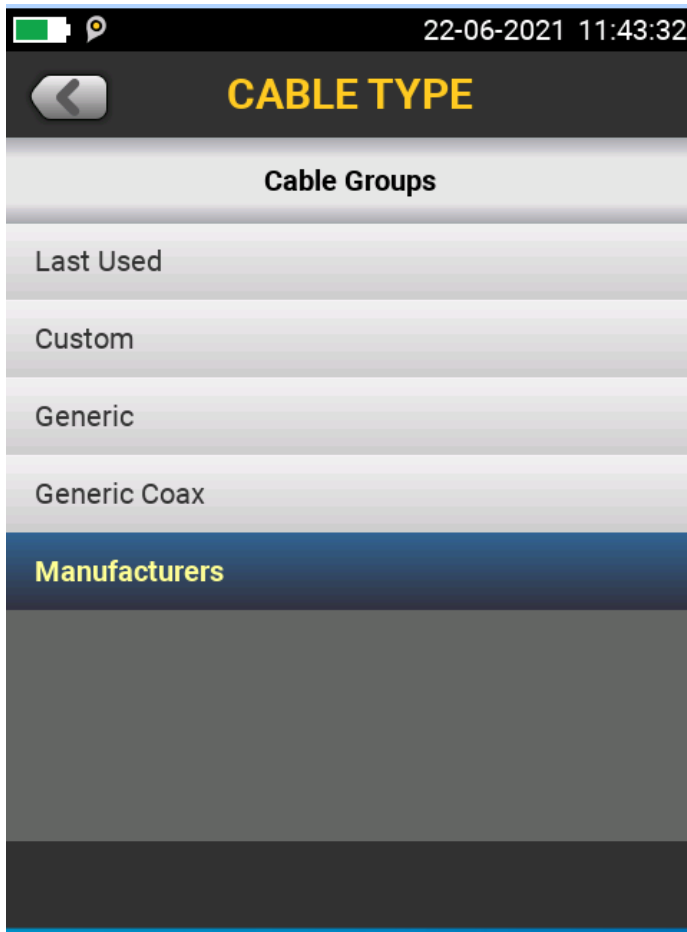 22-06-2021 11:43:32
CABLE TYPE
Cable Groups
Last Used
Custom
Generic
Generic Coax
Manufacturers